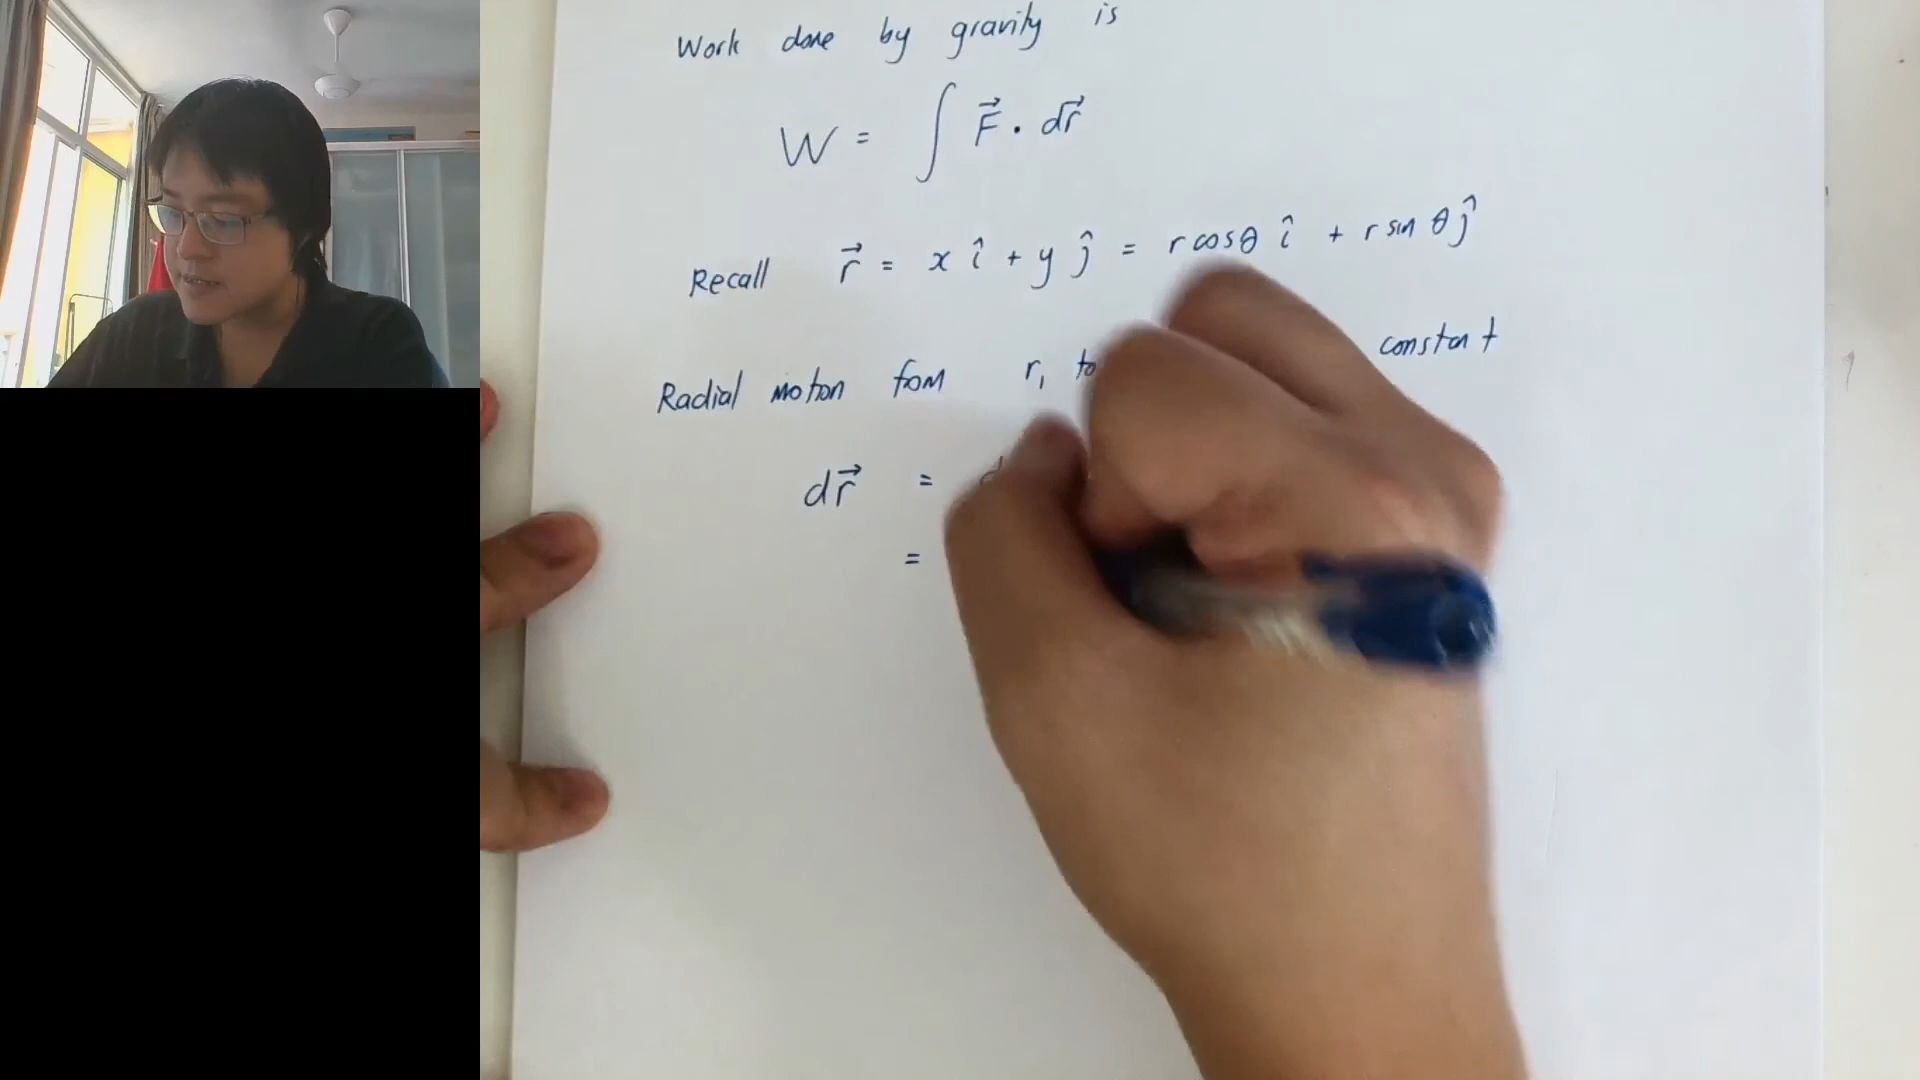 Work done by gravity is
W = ∫ F⃗ · dr⃗
Recall r⃗ = x î + y ĵ = r cosθ î + r sin θ ĵ
Radial motion from r₁ to constant
dr⃗ = d
=